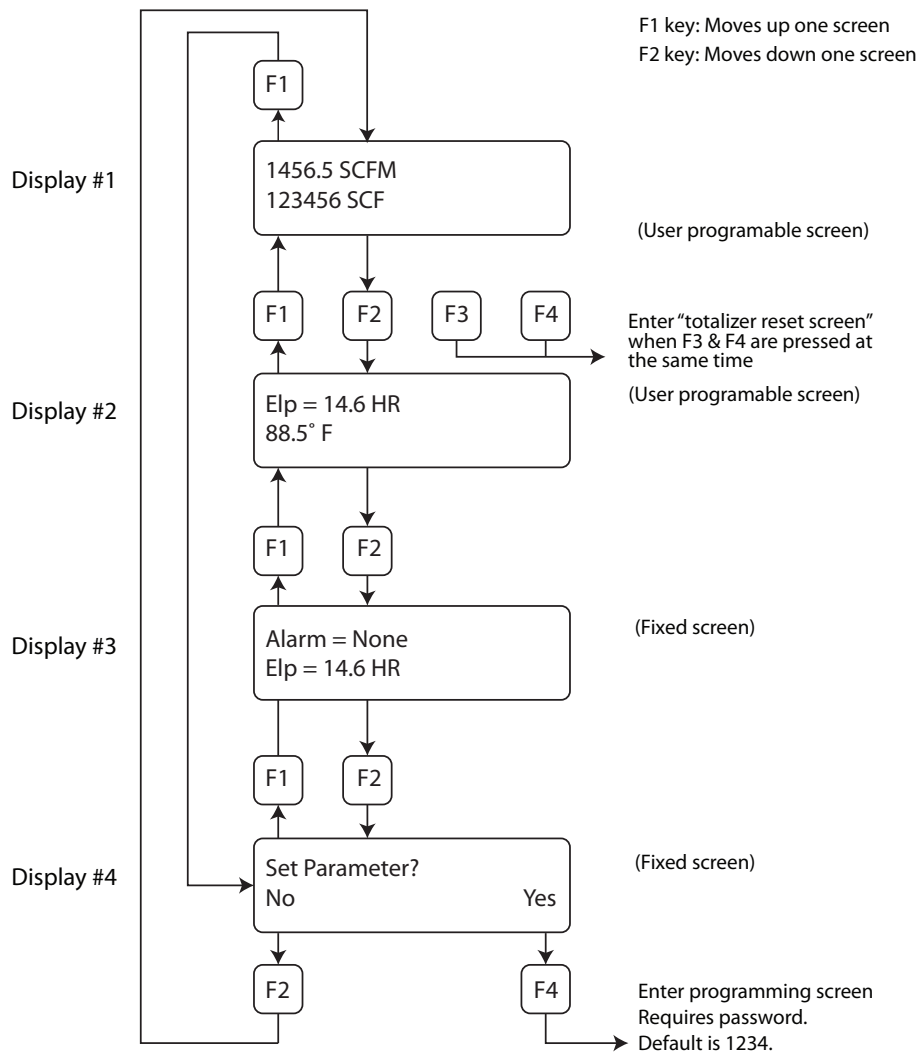 F1 key: Moves up one screen
F2 key: Moves down one screen
F1
Display #1
1456.5 SCFM
123456 SCF
(User programable screen)
F1
F2
F3
F4
Enter “totalizer reset screen”
when F3 & F4 are pressed at
the same time
(User programable screen)
Display #2
Elp = 14.6 HR
88.5° F
F1
F2
Display #3
Alarm = None
Elp = 14.6 HR
(Fixed screen)
F1
F2
Display #4
Set Parameter?
No Yes
(Fixed screen)
F2
F4
Enter programming screen
Requires password.
Default is 1234.